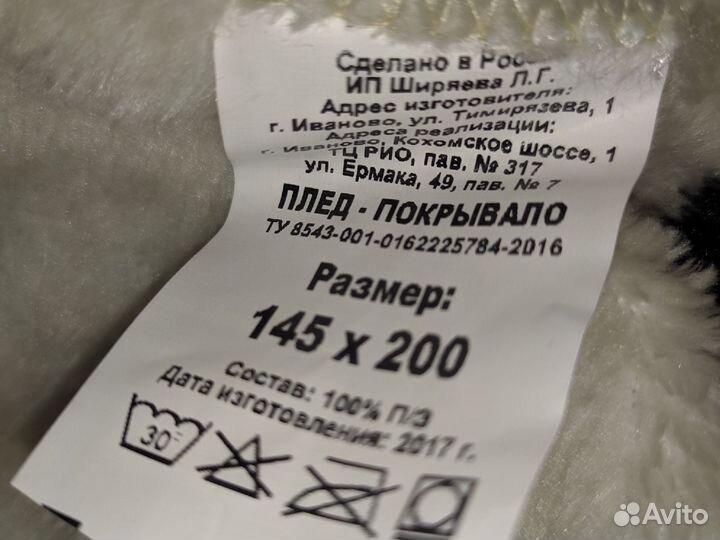 Сделано в Росс
ИП Ширяева Л.Г.
Адрес изготовителя:
г. Иваново, ул. Тимирязева, 1
Адреса реализации:
г. Иваново, Кохомское шоссе, 1
ТЦ РИО, пав. № 317
ул. Ермака, 49, пав. № 7
ПЛЕД - ПОКРЫВАЛО
ТУ 8543-001-0162225784-2016
Размер:
145 x 200
Состав: 100% П/Э
Дата изготовления: 2017 г.
30°
Avito